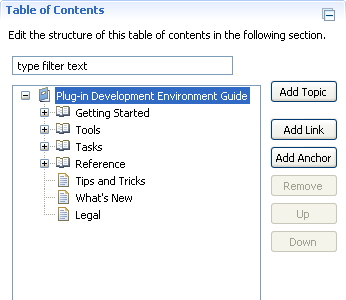 Table of Contents
Edit the structure of this table of contents in the following section.
type filter text
Plug-in Development Environment Guide
Getting Started
Tools
Tasks
Reference
Tips and Tricks
What's New
Legal
Add Topic
Add Link
Add Anchor
Remove
Up
Down